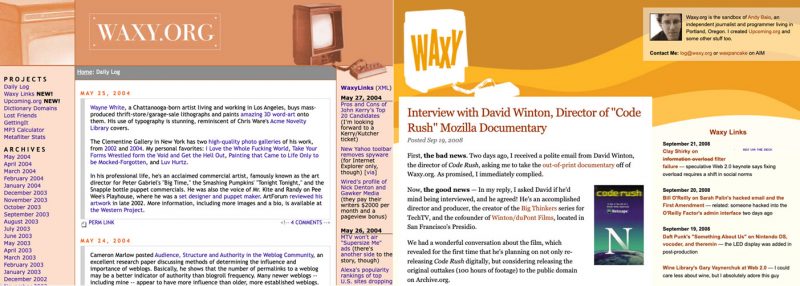 WAXY.ORG
Home: Daily Log
PROJECTS
Daily Log
Waxy Links NEW!
Upcoming.org NEW!
Dictionary Domains
Lost Friends
GettingIt
MP3 Calculator
Metafilter Stats
ARCHIVES
May 2004
April 2004
March 2004
February 2004
January 2004
December 2003
November 2003
October 2003
September 2003
August 2003
July 2003
June 2003
May 2003
April 2003
March 2003
February 2003
January 2003
December 2002
MAY 25, 2004
Wayne White, a Chattanooga-born artist living and working in Los Angeles, buys mass-
produced thrift-store/garage-sale lithographs and paints amazing 3D word-art onto
them. His use of typography is stunning, reminiscent of Chris Ware's Acme Novelty
Library covers.
The Clementine Gallery in New York has two high-quality photo galleries of his work,
from 2002 and 2004. My personal favorites: I Love the Whole Fucking World, Take Your
Forms Wrestled from the Void and Get the Hell Out, Painting that Came to Life Only to
be Mucked-Forgotten, and Luv Hurtz.
In his professional life, he's an acclaimed commercial artist, famously known as the art
director for Peter Gabriel's "Big Time," the Smashing Pumpkins' "Tonight Tonight," and the
Snapple bottle puppet commercials. He was also the voice of Mr. Kite and Randy on Pee
Wee's Playhouse, where he was a set designer and puppet maker. ArtForum reviewed his
artwork in late 2002. More information, including more images and a bio, is available at
the Western Project.
PERM LINK
4 COMMENTS
MAY 24, 2004
Cameron Marlow posted Audience, Structure and Authority in the Weblog Community, an
excellent research paper discussing methods of determining the influence and
importance of weblogs. Basically, he shows that the number of permalinks to a weblog
may be a better indicator of authority than blogroll frequency. Many newer weblogs --
including mine -- appear to have more influence than older, more established weblogs.
WaxyLinks (XML)
May 27, 2004
Pros and Cons of
John Kerry's Top
20 Candidates
(I'm looking
forward to a
Kerry/Kutcher
ticket)
New Yahoo toolbar
removes spyware
(for Internet
Explorer only,
though) [via]
Wired's profile of
Nick Denton and
Gawker Media
(they pay their
writers $2000 per
month and a
pageview bonus)
May 26, 2004
MTV won't air
"Supersize Me"
ads (there's
another side to the
story, though)
Alexa's popularity
rankings of top
U.S. sites dropping
WAXY
Waxy.org is the sandbox of Andy Baio, an
independent journalist and programmer living in
Portland, Oregon. I created Upcoming.org and
some other stuff too.
Contact Me: log@waxy.org or waxpancake on AIM
Interview with David Winton, Director of "Code
Rush" Mozilla Documentary
Posted Sep 19, 2008
First, the bad news. Two days ago, I received a polite email from David Winton,
the director of Code Rush, asking me to take the out-of-print documentary off of
Waxy.org. As promised, I immediately complied.
Now, the good news — In my reply, I asked David if he'd
mind being interviewed, and he agreed! He's an accomplished
director and producer, the creator of the Big Thinkers series for
TechTV, and the cofounder of Winton/duPont Films, located in
San Francisco's Presidio.
We had a wonderful conversation about the film, which
revealed for the first time that he's planning on not only re-
releasing Code Rush digitally, but considering releasing the
original outtakes (100 hours of footage) to the public domain
on Archive.org.
code rush
Netscape
N
Waxy Links
September 21, 2008
Clay Shirky on
information overload filter
failure - speculative Web 2.0 keynote says fixing
overload requires a shift in social norms
September 20, 2008
Bill O'Reilly on Sarah Palin's hacked email and the
First Amendment — related: someone hacked into the
O'Reilly Factor's admin interface two days ago
September 19, 2008
Daft Punk's "Something About Us" on Nintendo DS,
vocoder, and theremin — the LED display was added in
post-production
Wine Library's Gary Vaynerchuk at Web 2.0 — I could
care less about wine, but I absolutely adore this guy